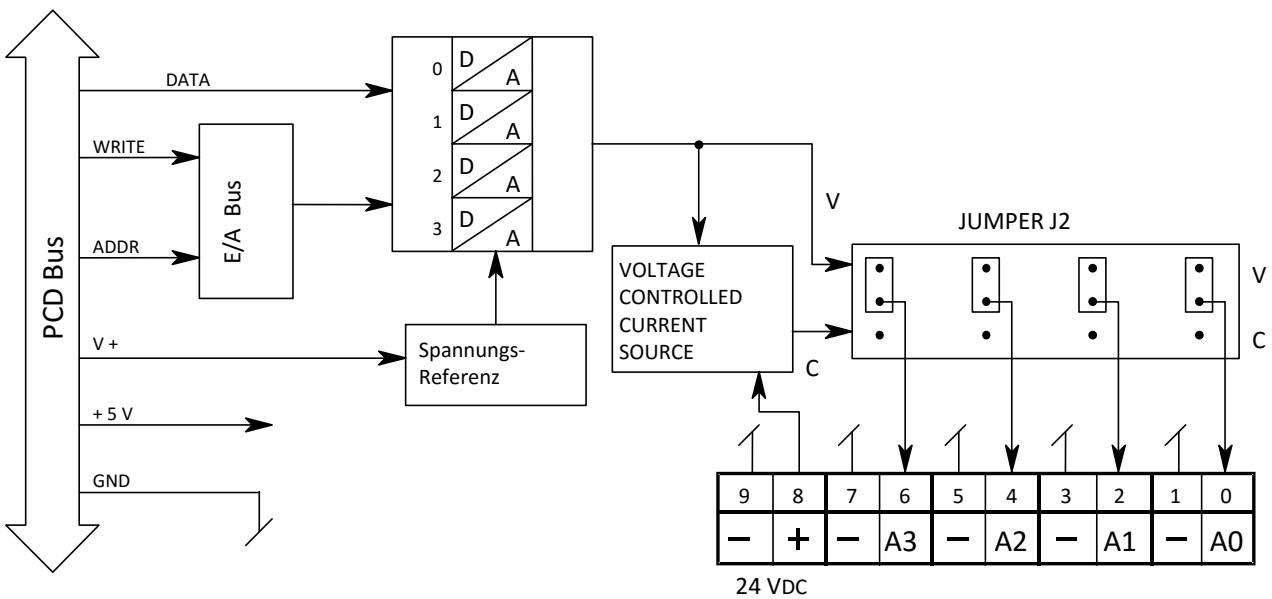 PCD Bus
DATA
WRITE
ADDR
V +
+ 5 V
GND
E/A Bus
0 D A
1 D A
2 D A
3 D A
Spannungs-
Referenz
VOLTAGE
CONTROLLED
CURRENT
SOURCE
V
C
JUMPER J2
V
C
9 8 7 6 5 4 3 2 1 0
– + – A3 – A2 – A1 – A0
24 VDC